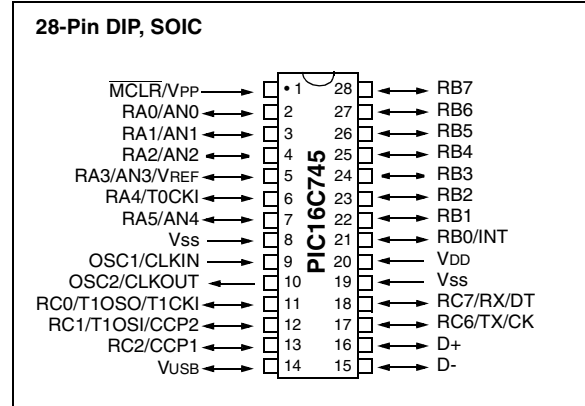 28-Pin DIP, SOIC
MCLR/VPP • 1 28 RB7
RA0/AN0 2 27 RB6
RA1/AN1 3 26 RB5
RA2/AN2 4 25 RB4
RA3/AN3/VREF 5 24 RB3
RA4/T0CKI 6 23 RB2
RA5/AN4 7 22 RB1
VSS 8 21 RB0/INT
OSC1/CLKIN 9 20 VDD
OSC2/CLKOUT 10 19 VSS
RC0/T1OSO/T1CKI 11 18 RC7/RX/DT
RC1/T1OSI/CCP2 12 17 RC6/TX/CK
RC2/CCP1 13 16 D+
VUSB 14 15 D-
PIC16C745